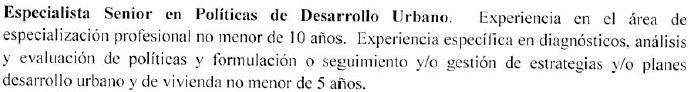 Especialista Senior en Políticas de Desarrollo Urbano. Experiencia en el área de
especialización profesional no menor de 10 años. Experiencia específica en diagnósticos, análisis
y evaluación de políticas y formulación o seguimiento y/o gestión de estrategias y/o planes
desarrollo urbano y de vivienda no menor de 5 años.